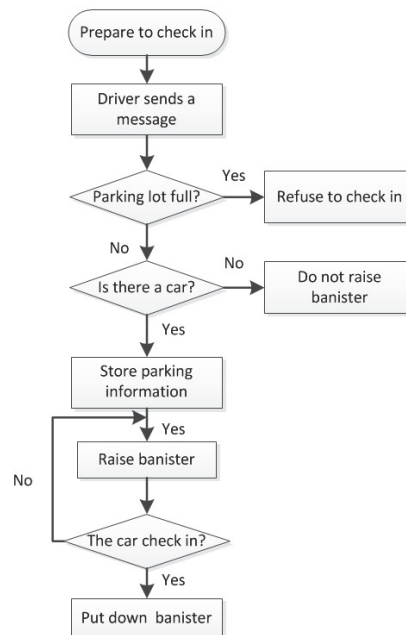 Prepare to check in
Driver sends a
message
Parking lot full?
Yes
Refuse to check in
No
Is there a car?
No
Do not raise
banister
Yes
Store parking
information
Yes
Raise banister
No
The car check in?
Yes
Put down banister